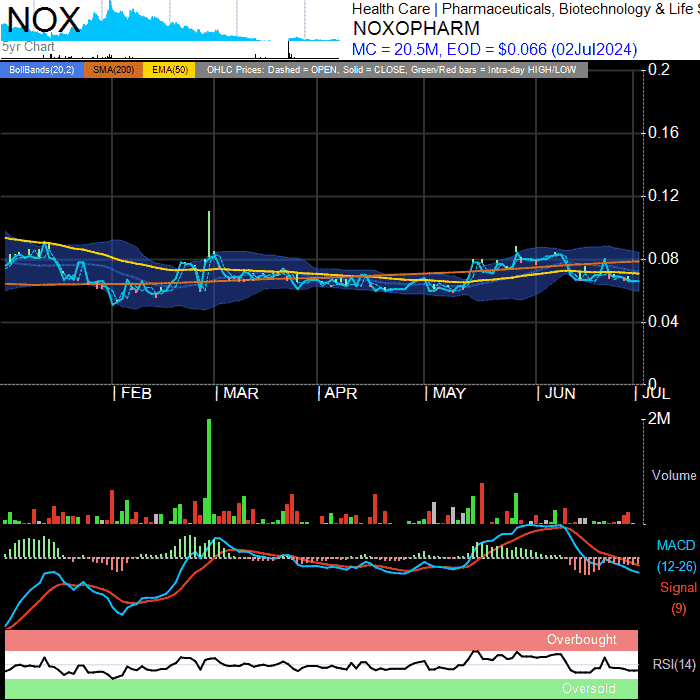 NOX
5yr Chart
Health Care | Pharmaceuticals, Biotechnology & Life S
NOXOPHARM
MC = 20.5M, EOD = $0.066 (02Jul2024)
BollBands(20,2) SMA(200) EMA(50) OHLC Prices: Dashed = OPEN, Solid = CLOSE, Green/Red bars = Intra-day HIGH/LOW
0.2
0.16
0.12
0.08
0.04
0
FEB MAR APR MAY JUN JUL
2M
Volume
MACD
(12-26)
Signal
(9)
Overbought
RSI(14)
Oversold